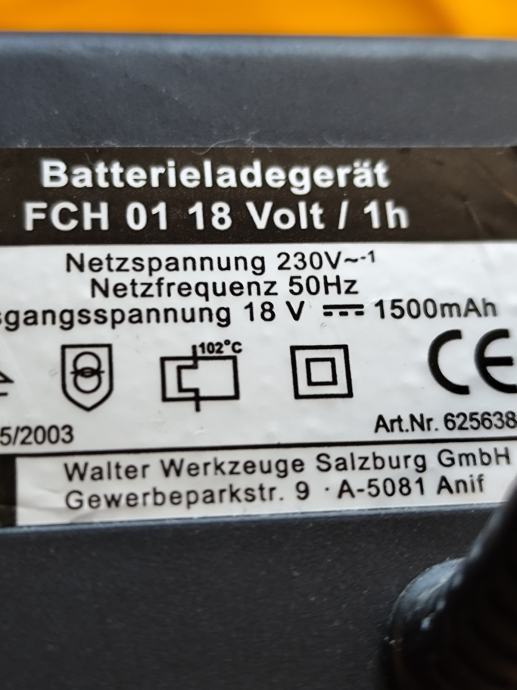 Batterieladegerät
FCH 01 18 Volt / 1h
Netzspannung 230V~-1
Netzfrequenz 50Hz
sgangsspannung 18 V ⎓ 1500mAh
102°C
CE
5/2003
Art.Nr. 625638
Walter Werkzeuge Salzburg GmbH
Gewerbeparkstr. 9 · A-5081 Anif